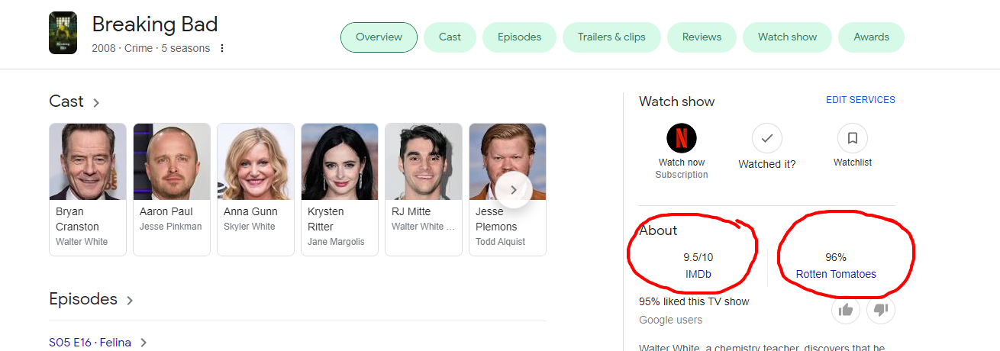 Breaking Bad
2008 · Crime · 5 seasons
Overview
Cast
Episodes
Trailers & clips
Reviews
Watch show
Awards
Cast
Bryan
Cranston
Walter White
Aaron Paul
Jesse Pinkman
Anna Gunn
Skyler White
Krysten
Ritter
Jane Margolis
RJ Mitte
Walter White ...
Jesse
Plemons
Todd Alquist
Episodes
S05 E16 · Felina
Watch show
EDIT SERVICES
Watch now
Subscription
Watched it?
Watchlist
About
9.5/10
IMDb
96%
Rotten Tomatoes
95% liked this TV show
Google users
Walter White, a chemistry teacher, discovers that he